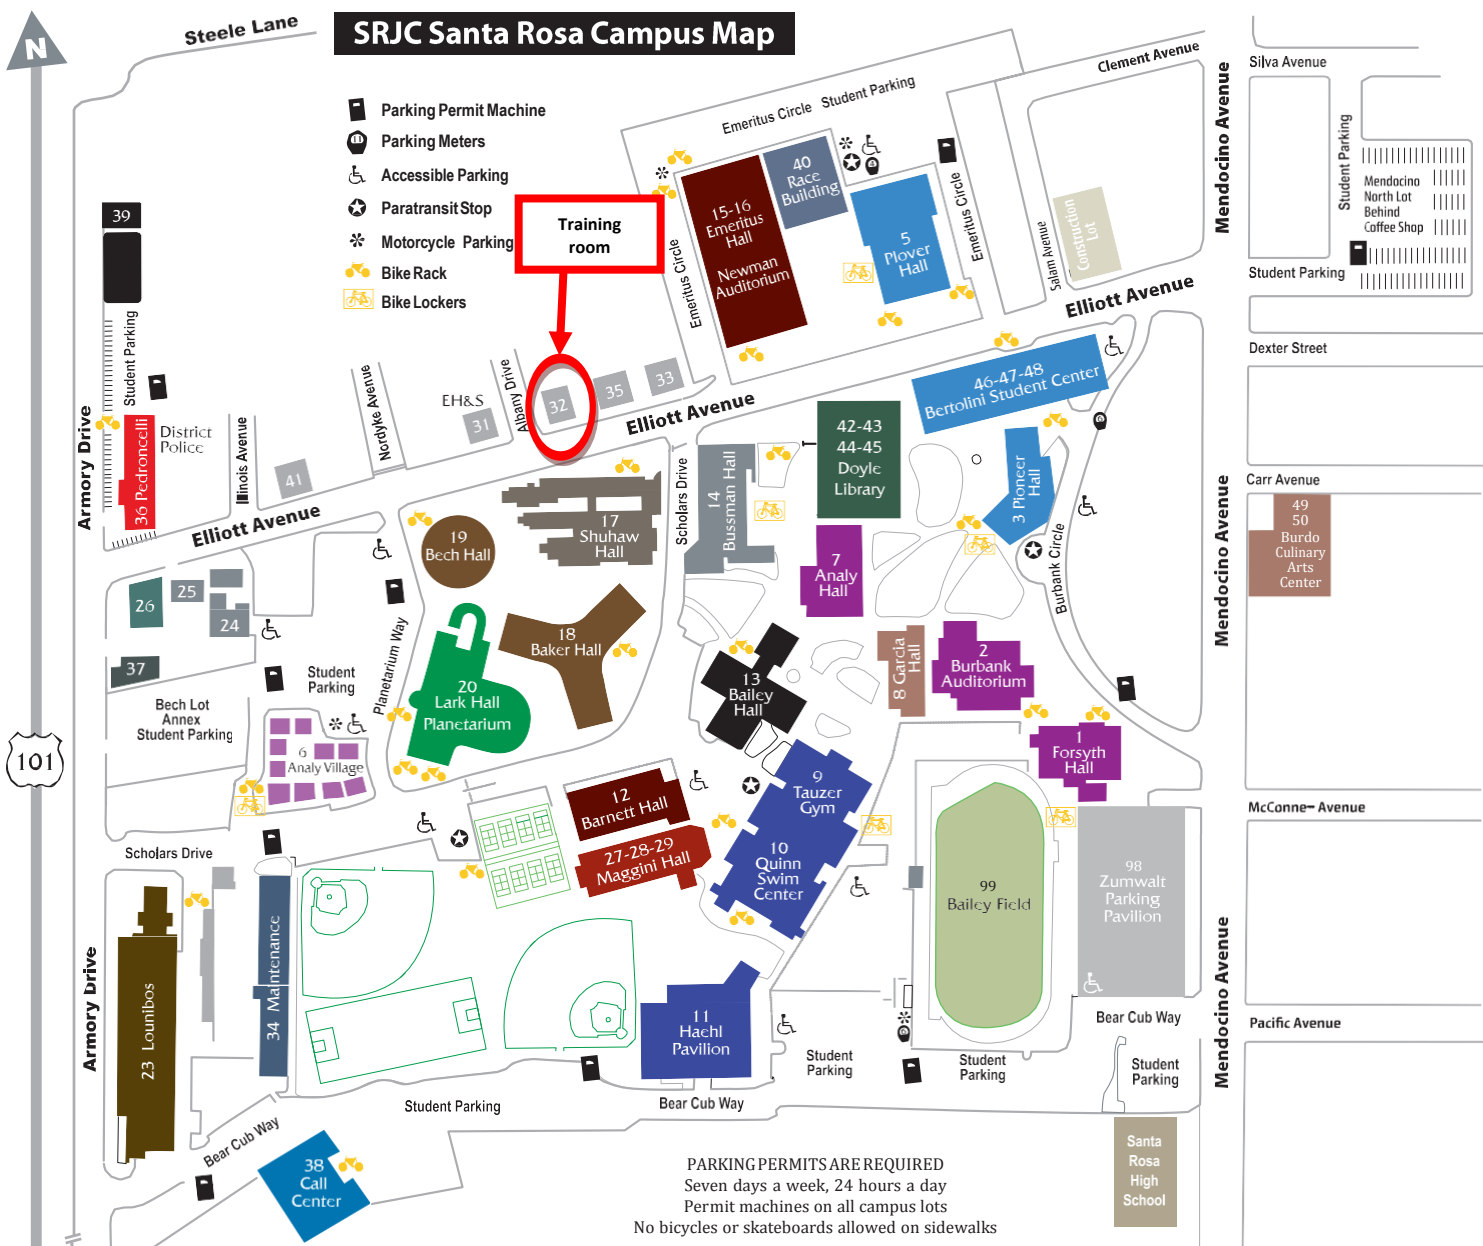 SRJC Santa Rosa Campus Map
N
Steele Lane
Parking Permit Machine
Parking Meters
Accessible Parking
Paratransit Stop
Motorcycle Parking
Bike Rack
Bike Lockers
Training
room
Emeritus Circle Student Parking
Clement Avenue
Mendocino Avenue
Silva Avenue
Student Parking
Mendocino
North Lot
Behind
Coffee Shop
Student Parking
Dexter Street
39
Student Parking
15-16
Emeritus
Hall
Newman
Auditorium
40
Race
Building
5
Plover
Hall
Emeritus Circle
Emeritus Circle
Salam Avenue
Construction
Lot
Elliott Avenue
Armory Drive
36 Pedroncelli
District
Police
Illinois Avenue
41
Nordyke Avenue
EH&S
31
Albany Drive
32
35
33
Elliott Avenue
Elliott Avenue
46-47-48
Bertolini Student Center
42-43
44-45
Doyle
Library
3 Pioneer
Hall
Carr Avenue
49
50
Burdo
Culinary
Arts
Center
Mendocino Avenue
Burbank Circle
14
Bussman Hall
Scholars Drive
17
Shuhaw
Hall
19
Bech Hall
7
Analy
Hall
26
25
24
37
18
Baker Hall
20
Lark Hall
Planetarium
Planetarium Way
Student
Parking
Bech Lot
Annex
Student Parking
6
Analy Village
13
Bailey
Hall
8 Garcia
Hall
2
Burbank
Auditorium
1
Forsyth
Hall
101
12
Barnett Hall
27-28-29
Maggini Hall
9
Tauzer
Gym
10
Quinn
Swim
Center
99
Bailey Field
98
Zumwalt
Parking
Pavilion
McConne– Avenue
Scholars Drive
Armory brive
23 Lounibos
34 Maintenance
11
Haehl
Pavilion
Student
Parking
Student
Parking
Bear Cub Way
Student
Parking
Mendocino Avenue
Pacific Avenue
Student Parking
Bear Cub Way
Bear Cub Way
38
Call
Center
Santa
Rosa
High
School
PARKING PERMITS ARE REQUIRED
Seven days a week, 24 hours a day
Permit machines on all campus lots
No bicycles or skateboards allowed on sidewalks